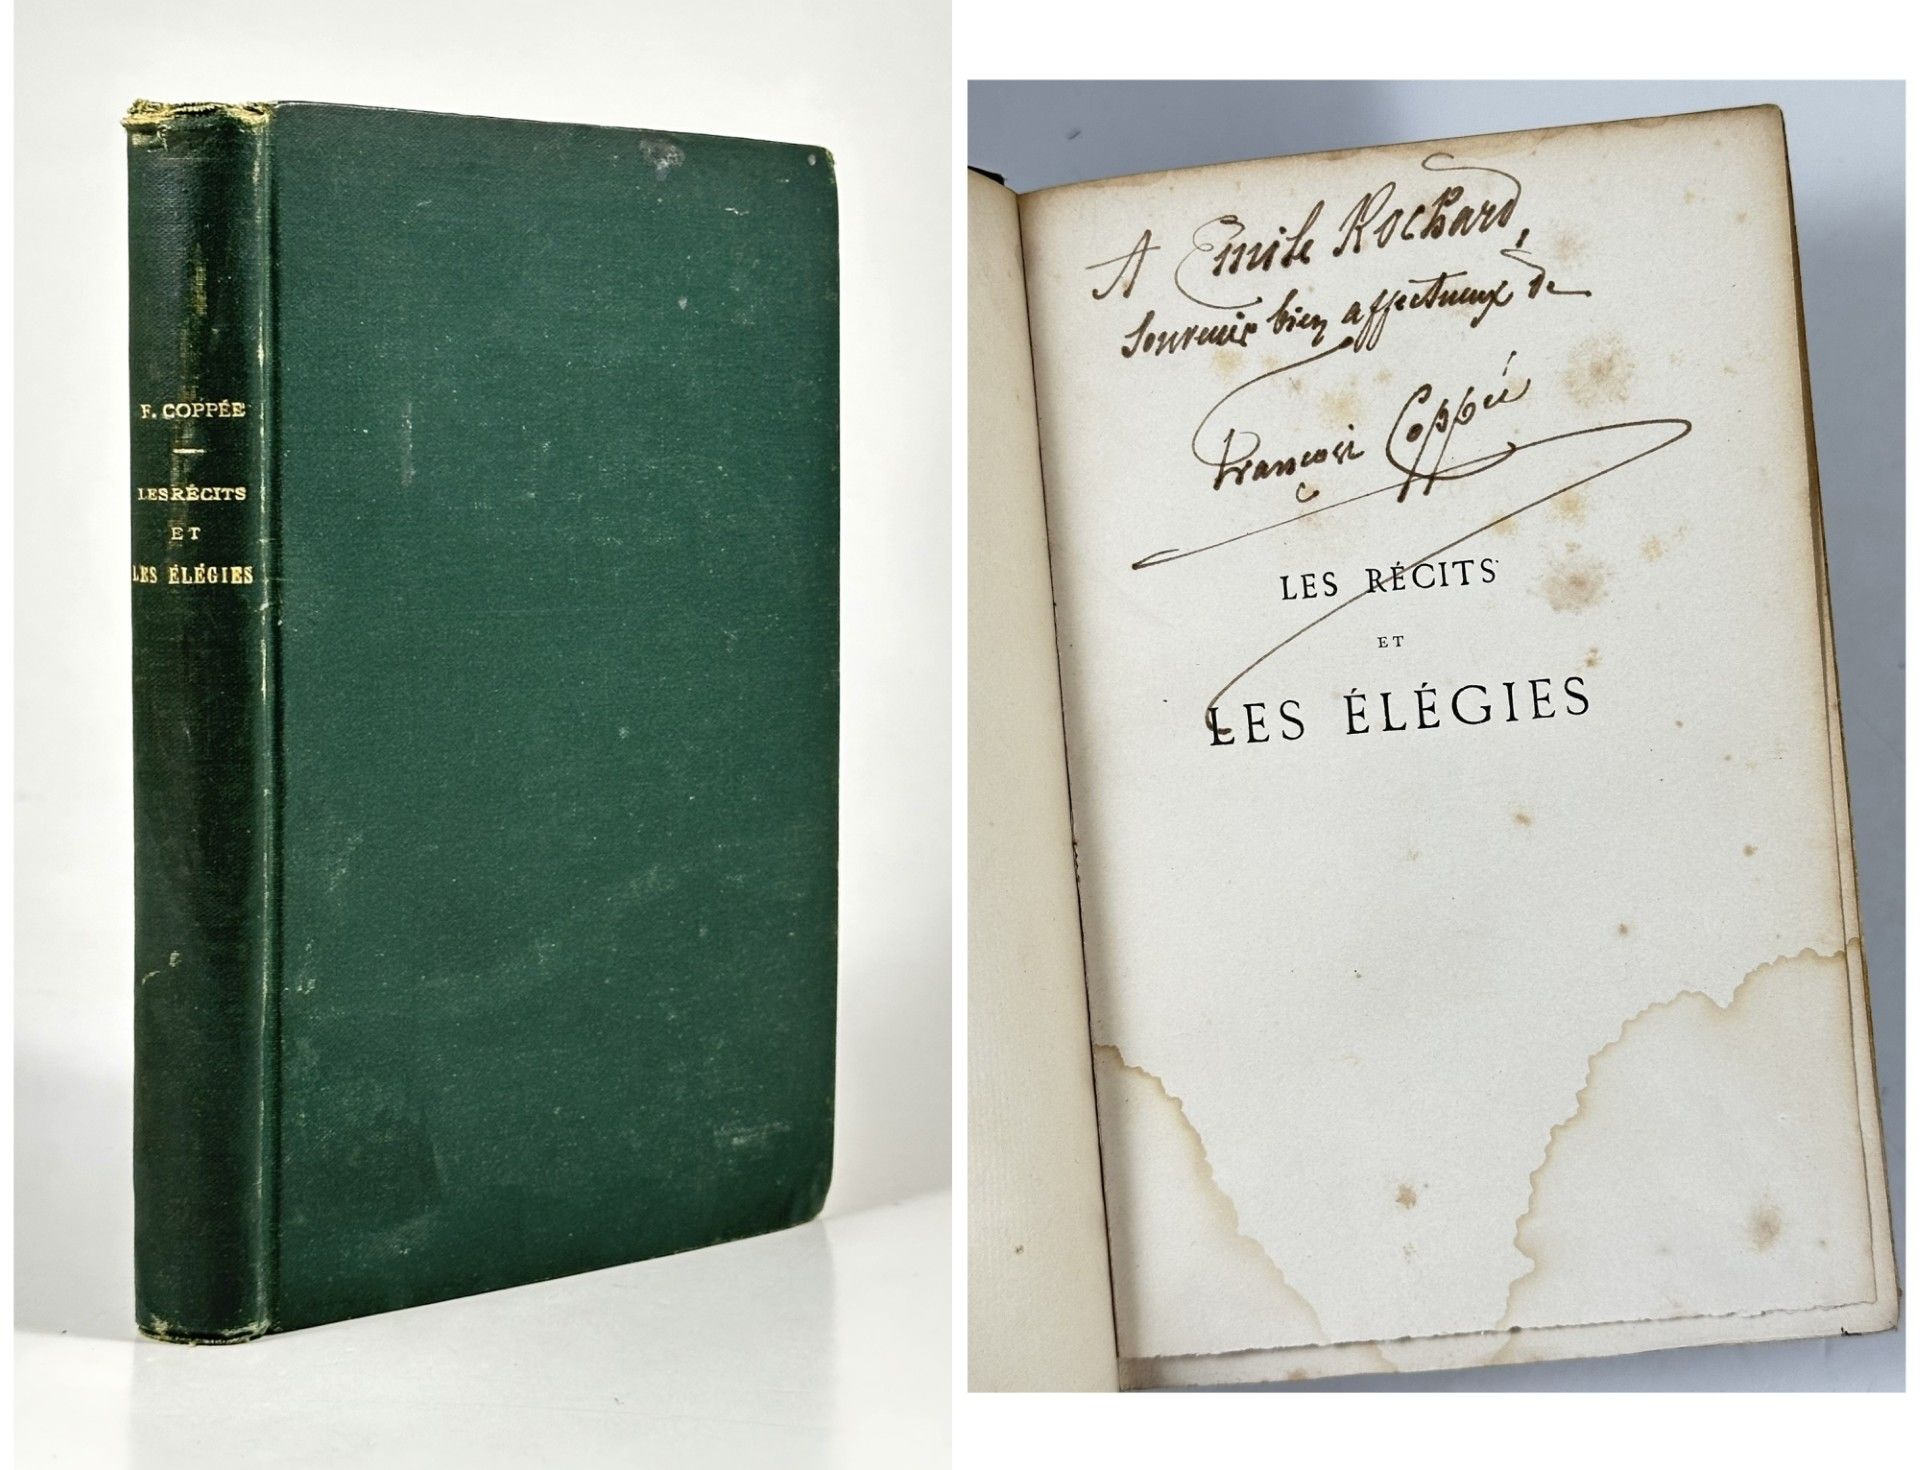 F. COPPÉE
LES RÉCITS
ET
LES ÉLÉGIES
A Emile Rochard,
souvenir bien affectueux de
François Coppée
LES RÉCITS
ET
LES ÉLÉGIES